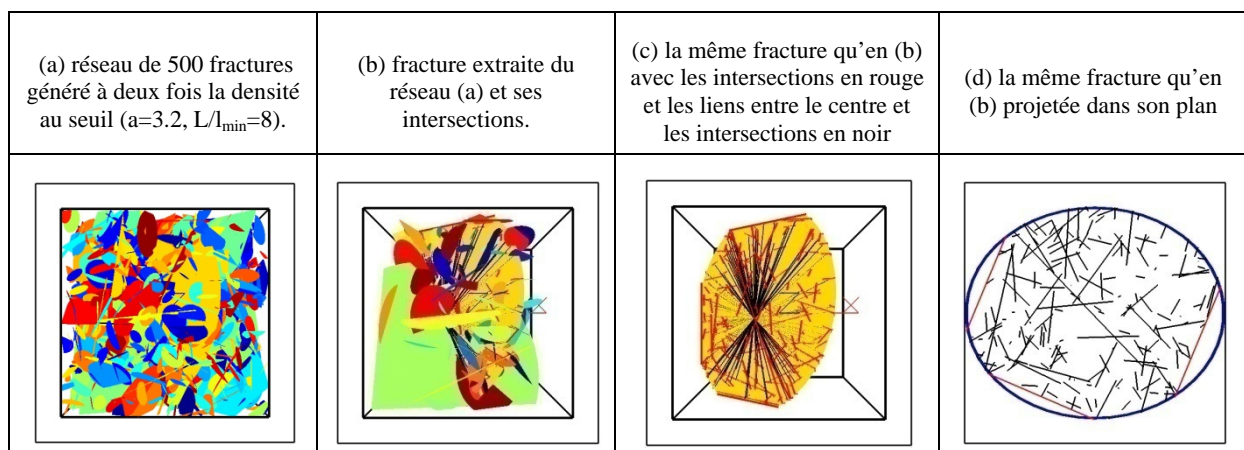 (a) réseau de 500 fractures
généré à deux fois la densité
au seuil (a=3.2, L/lmin=8).
(b) fracture extraite du
réseau (a) et ses
intersections.
(c) la même fracture qu'en (b)
avec les intersections en rouge
et les liens entre le centre et
les intersections en noir
(d) la même fracture qu'en
(b) projetée dans son plan